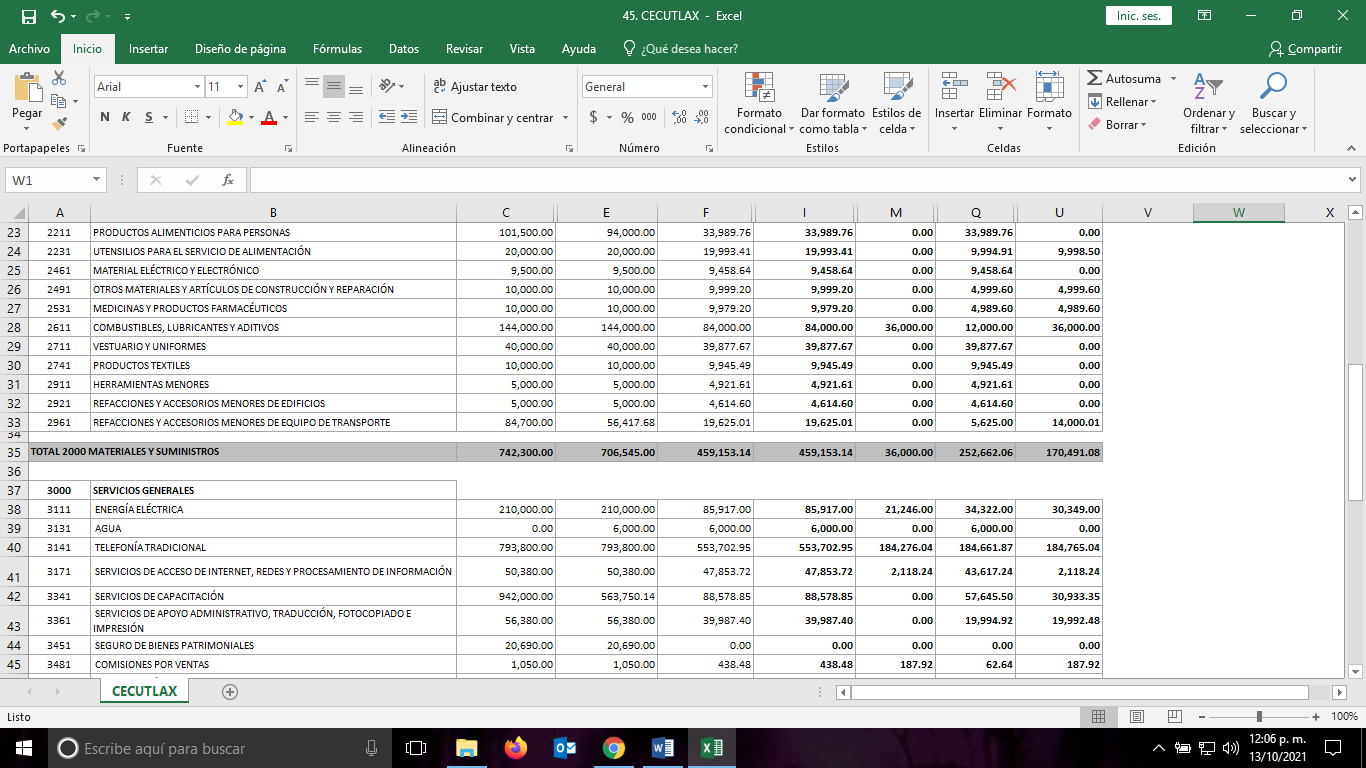 45. CECUTLAX - Excel
Inic. ses.
Archivo Inicio Insertar Diseño de página Fórmulas Datos Revisar Vista Ayuda ¿Qué desea hacer? Compartir
Pegar
Arial 11
N K S
Ajustar texto
Combinar y centrar
General
$ % 000
Formato condicional
Dar formato como tabla
Estilos de celda
Insertar Eliminar Formato
Autosuma
Rellenar
Borrar
Ordenar y filtrar
Buscar y seleccionar
Portapapeles Fuente Alineación Número Estilos Celdas Edición
W1 fx
A B C E F I M Q U V W X
23 2211 PRODUCTOS ALIMENTICIOS PARA PERSONAS 101,500.00 94,000.00 33,989.76 33,989.76 0.00 33,989.76 0.00
24 2231 UTENSILIOS PARA EL SERVICIO DE ALIMENTACIÓN 20,000.00 20,000.00 19,993.41 19,993.41 0.00 9,994.91 9,998.50
25 2461 MATERIAL ELÉCTRICO Y ELECTRÓNICO 9,500.00 9,500.00 9,458.64 9,458.64 0.00 9,458.64 0.00
26 2491 OTROS MATERIALES Y ARTÍCULOS DE CONSTRUCCIÓN Y REPARACIÓN 10,000.00 10,000.00 9,999.20 9,999.20 0.00 4,999.60 4,999.60
27 2531 MEDICINAS Y PRODUCTOS FARMACÉUTICOS 10,000.00 10,000.00 9,979.20 9,979.20 0.00 4,989.60 4,989.60
28 2611 COMBUSTIBLES, LUBRICANTES Y ADITIVOS 144,000.00 144,000.00 84,000.00 84,000.00 36,000.00 12,000.00 36,000.00
29 2711 VESTUARIO Y UNIFORMES 40,000.00 40,000.00 39,877.67 39,877.67 0.00 39,877.67 0.00
30 2741 PRODUCTOS TEXTILES 10,000.00 10,000.00 9,945.49 9,945.49 0.00 9,945.49 0.00
31 2911 HERRAMIENTAS MENORES 5,000.00 5,000.00 4,921.61 4,921.61 0.00 4,921.61 0.00
32 2921 REFACCIONES Y ACCESORIOS MENORES DE EDIFICIOS 5,000.00 5,000.00 4,614.60 4,614.60 0.00 4,614.60 0.00
33 2961 REFACCIONES Y ACCESORIOS MENORES DE EQUIPO DE TRANSPORTE 84,700.00 56,417.68 19,625.01 19,625.01 0.00 5,625.00 14,000.01
34
35 TOTAL 2000 MATERIALES Y SUMINISTROS 742,300.00 706,545.00 459,153.14 459,153.14 36,000.00 252,662.06 170,491.08
36
37 3000 SERVICIOS GENERALES
38 3111 ENERGÍA ELÉCTRICA 210,000.00 210,000.00 85,917.00 85,917.00 21,246.00 34,322.00 30,349.00
39 3131 AGUA 0.00 6,000.00 6,000.00 6,000.00 0.00 6,000.00 0.00
40 3141 TELEFONÍA TRADICIONAL 793,800.00 793,800.00 553,702.95 553,702.95 184,276.04 184,661.87 184,765.04
41 3171 SERVICIOS DE ACCESO DE INTERNET, REDES Y PROCESAMIENTO DE INFORMACIÓN 50,380.00 50,380.00 47,853.72 47,853.72 2,118.24 43,617.24 2,118.24
42 3341 SERVICIOS DE CAPACITACIÓN 942,000.00 563,750.14 88,578.85 88,578.85 0.00 57,645.50 30,933.35
43 3361 SERVICIOS DE APOYO ADMINISTRATIVO, TRADUCCIÓN, FOTOCOPIADO E
IMPRESIÓN 56,380.00 56,380.00 39,987.40 39,987.40 0.00 19,994.92 19,992.48
44 3451 SEGURO DE BIENES PATRIMONIALES 20,690.00 20,690.00 0.00 0.00 0.00 0.00 0.00
45 3481 COMISIONES POR VENTAS 1,050.00 1,050.00 438.48 438.48 187.92 62.64 187.92
CECUTLAX
Listo 100%
Escribe aquí para buscar
12:06 p. m.
13/10/2021